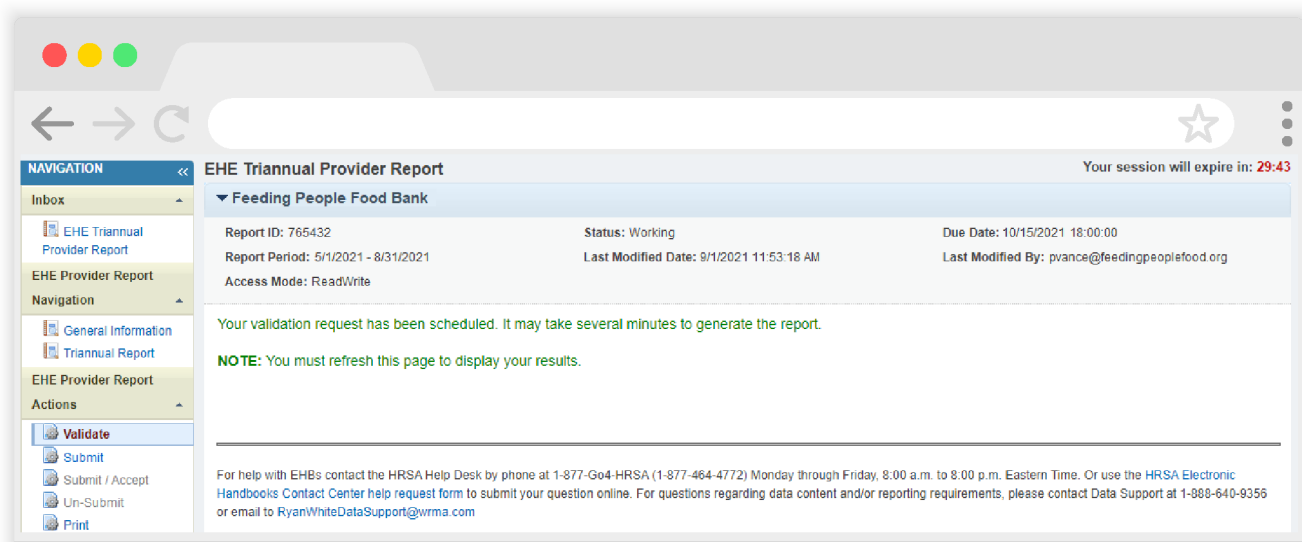 NAVIGATION «
Inbox
EHE Triannual
Provider Report
EHE Provider Report
Navigation
General Information
Triannual Report
EHE Provider Report
Actions
Validate
Submit
Submit / Accept
Un-Submit
Print
EHE Triannual Provider Report
Your session will expire in: 29:43
Feeding People Food Bank
Report ID: 765432 Status: Working Due Date: 10/15/2021 18:00:00
Report Period: 5/1/2021 - 8/31/2021 Last Modified Date: 9/1/2021 11:53:18 AM Last Modified By: pvance@feedingpeoplefood.org
Access Mode: ReadWrite
Your validation request has been scheduled. It may take several minutes to generate the report.
NOTE: You must refresh this page to display your results.
For help with EHBs contact the HRSA Help Desk by phone at 1-877-Go4-HRSA (1-877-464-4772) Monday through Friday, 8:00 a.m. to 8:00 p.m. Eastern Time. Or use the HRSA Electronic
Handbooks Contact Center help request form to submit your question online. For questions regarding data content and/or reporting requirements, please contact Data Support at 1-888-640-9356
or email to RyanWhiteDataSupport@wrma.com